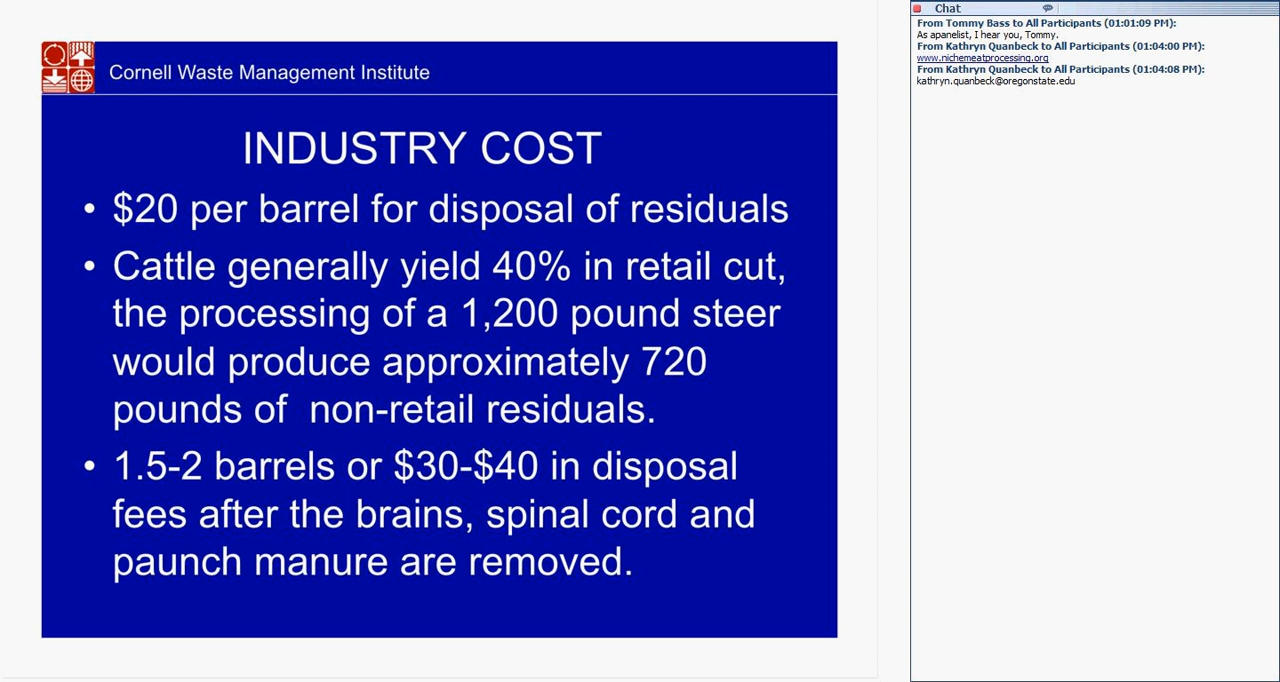 Cornell Waste Management Institute
INDUSTRY COST
• $20 per barrel for disposal of residuals
• Cattle generally yield 40% in retail cut,
the processing of a 1,200 pound steer
would produce approximately 720
pounds of non-retail residuals.
• 1.5-2 barrels or $30-$40 in disposal
fees after the brains, spinal cord and
paunch manure are removed.
Chat
From Tommy Bass to All Participants (01:01:09 PM):
As apanelist, I hear you, Tommy.
From Kathryn Quanbeck to All Participants (01:04:00 PM):
www.nichemeatprocessing.org
From Kathryn Quanbeck to All Participants (01:04:08 PM):
kathryn.quanbeck@oregonstate.edu